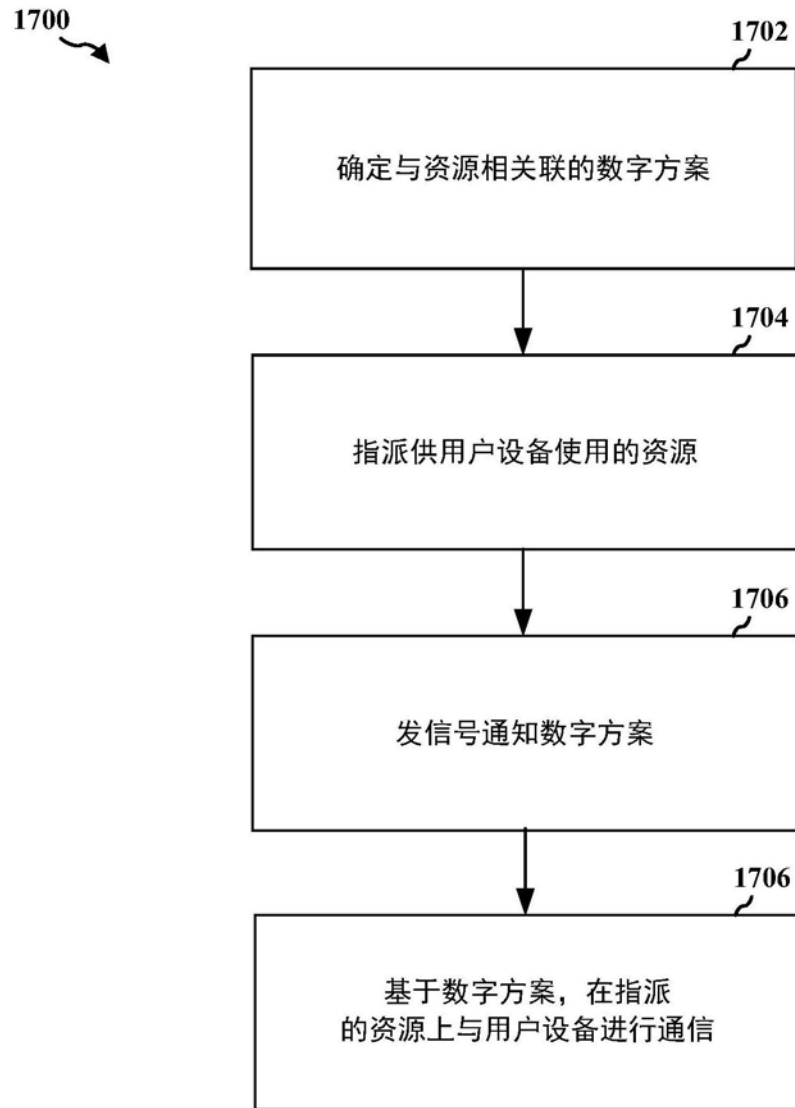 1700
1702
确定与资源相关联的数字方案
1704
指派供用户设备使用的资源
1706
发信号通知数字方案
1706
基于数字方案，在指派
的资源上与用户设备进行通信